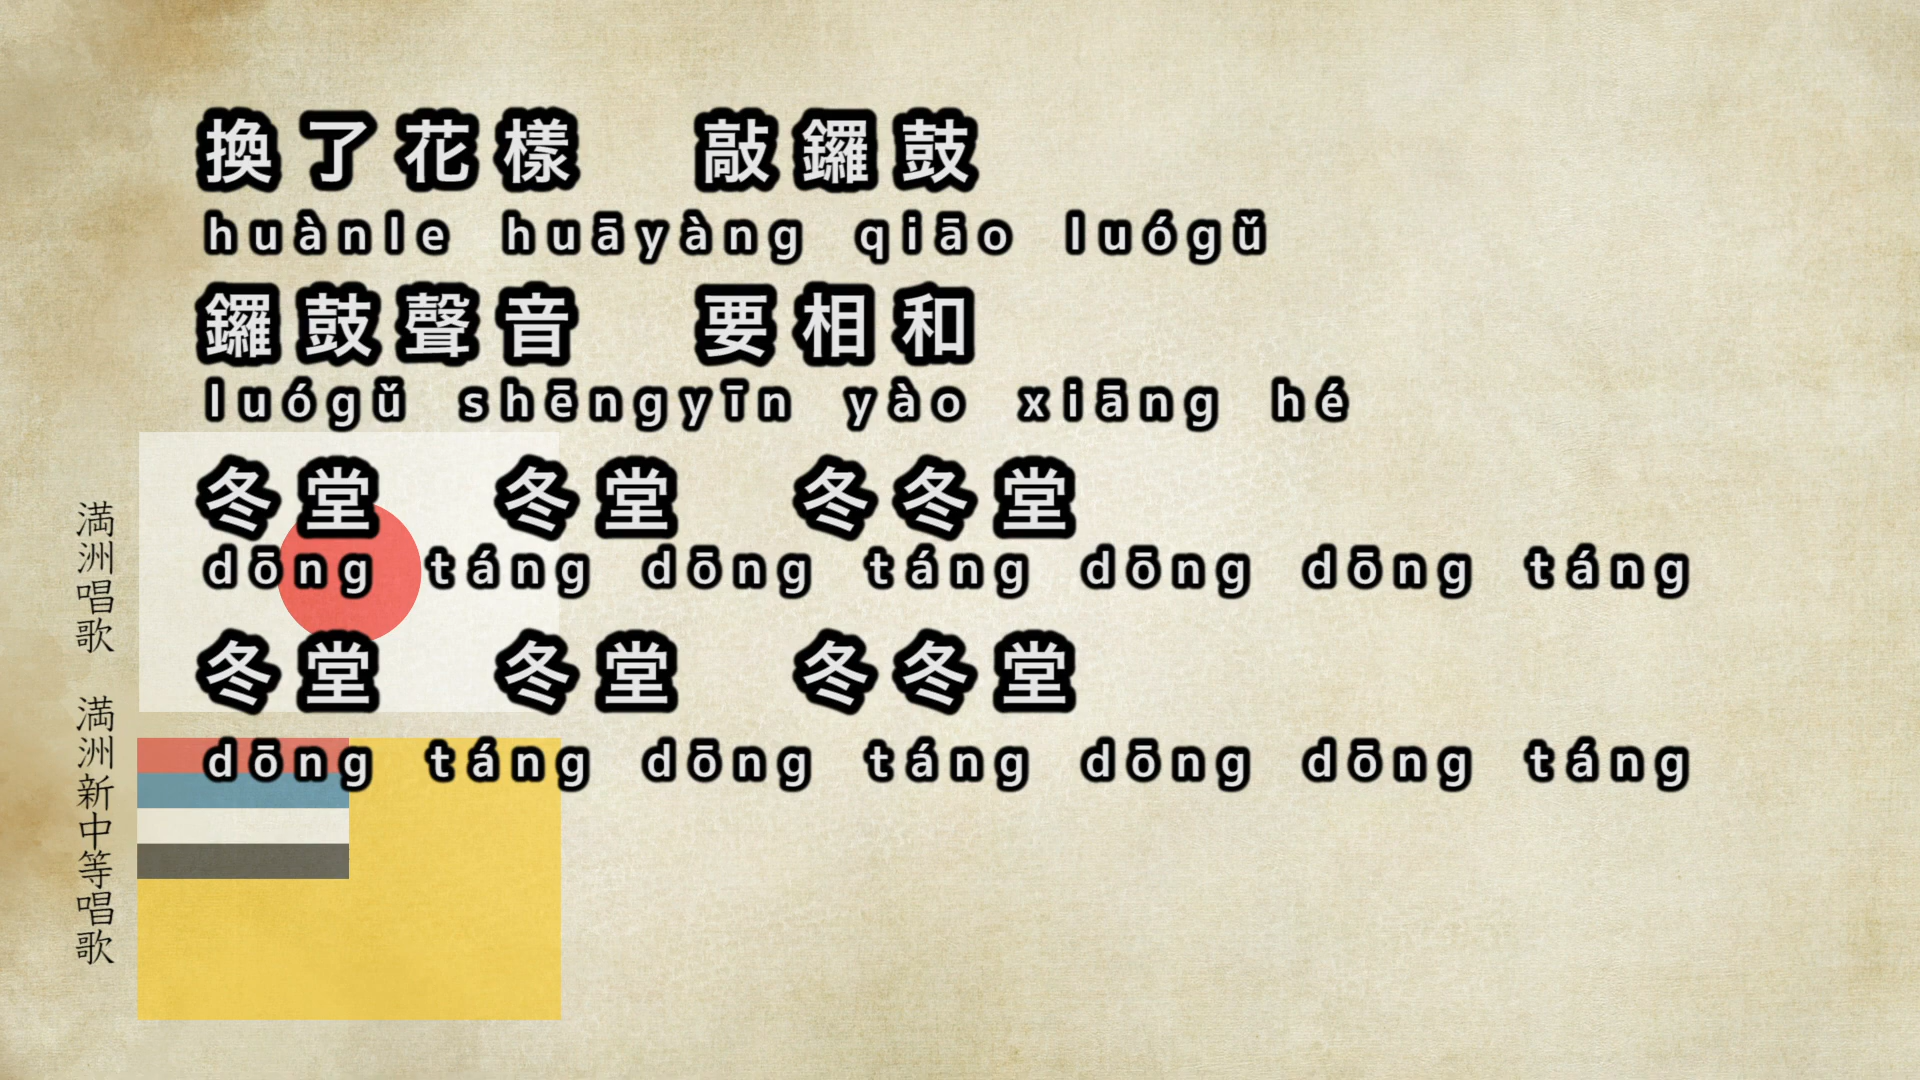 換了花樣　敲鑼鼓
huànle huāyàng qiāo luógǔ
鑼鼓聲音　要相和
luógǔ shēngyīn yào xiāng hé
冬堂　冬堂　冬冬堂
dōng táng dōng táng dōng dōng táng
冬堂　冬堂　冬冬堂
dōng táng dōng táng dōng dōng táng
満洲唱歌　満洲新中等唱歌